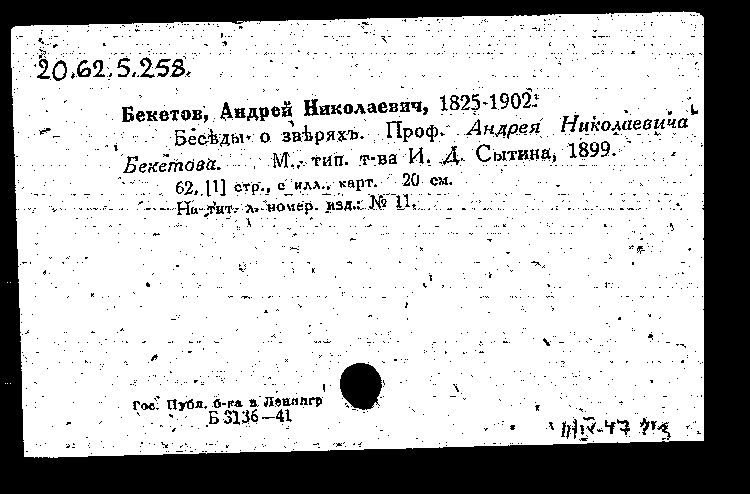 20.62.5.258.
Бекетов, Андрей Николаевич, 1825-1902.
Бесѣды о звѣряхъ. Проф. Андрея Николаевича
Бекетова. М., тип. т-ва И. Д. Сытина, 1899.
62, [1] стр., с илл., карт. 20 см.
На тит. л. номер. изд.: № 11.
Гос. Публ. б-ка в Ленингр
Б 3136—41